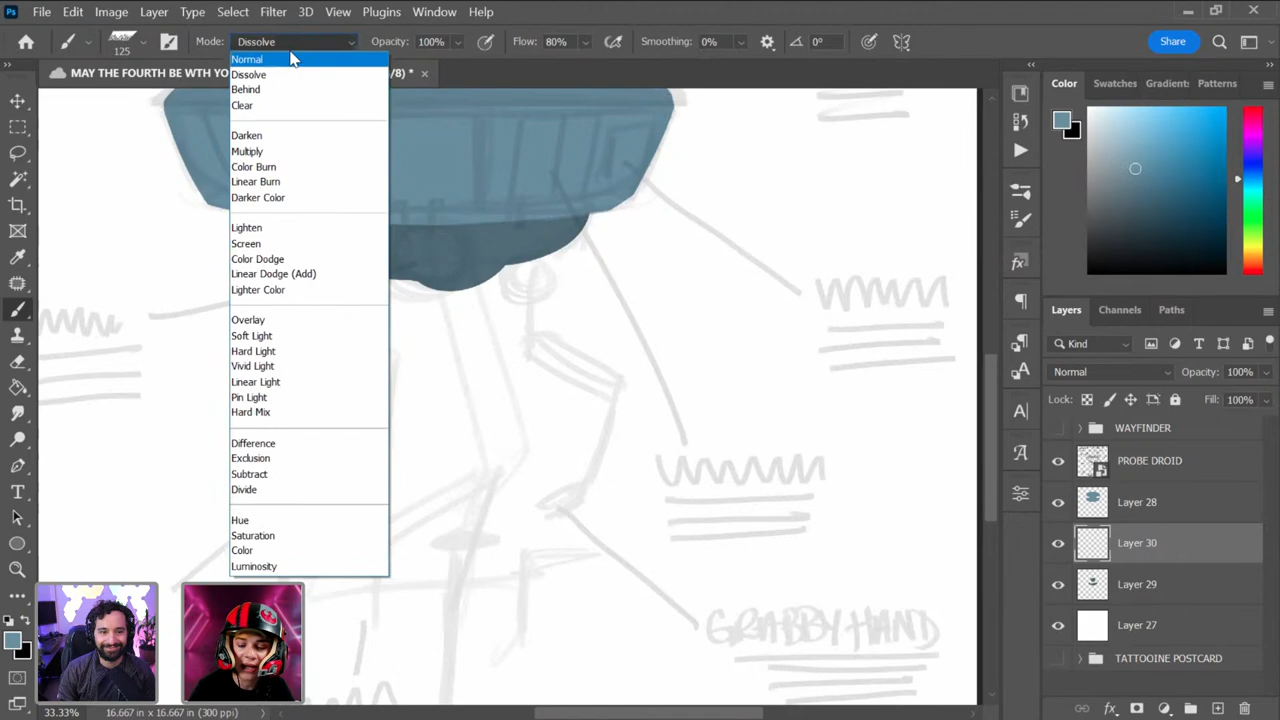 Ps File Edit Image Layer Type Select Filter 3D View Plugins Window Help
125 Mode: Dissolve Opacity: 100% Flow: 80% Smoothing: 0% 0° Share
MAY THE FOURTH BE WTH YO /8) * ×
Normal
Dissolve
Behind
Clear
Darken
Multiply
Color Burn
Linear Burn
Darker Color
Lighten
Screen
Color Dodge
Linear Dodge (Add)
Lighter Color
Overlay
Soft Light
Hard Light
Vivid Light
Linear Light
Pin Light
Hard Mix
Difference
Exclusion
Subtract
Divide
Hue
Saturation
Color
Luminosity
GRABBY HAND
Color Swatches Gradient: Patterns
Layers Channels Paths
Kind
Normal Opacity: 100%
Lock: Fill: 100%
WAYFINDER
PROBE DROID
Layer 28
Layer 30
Layer 29
Layer 27
TATTOOINE POSTCARD
33.33% 16.667 in x 16.667 in (300 ppi)